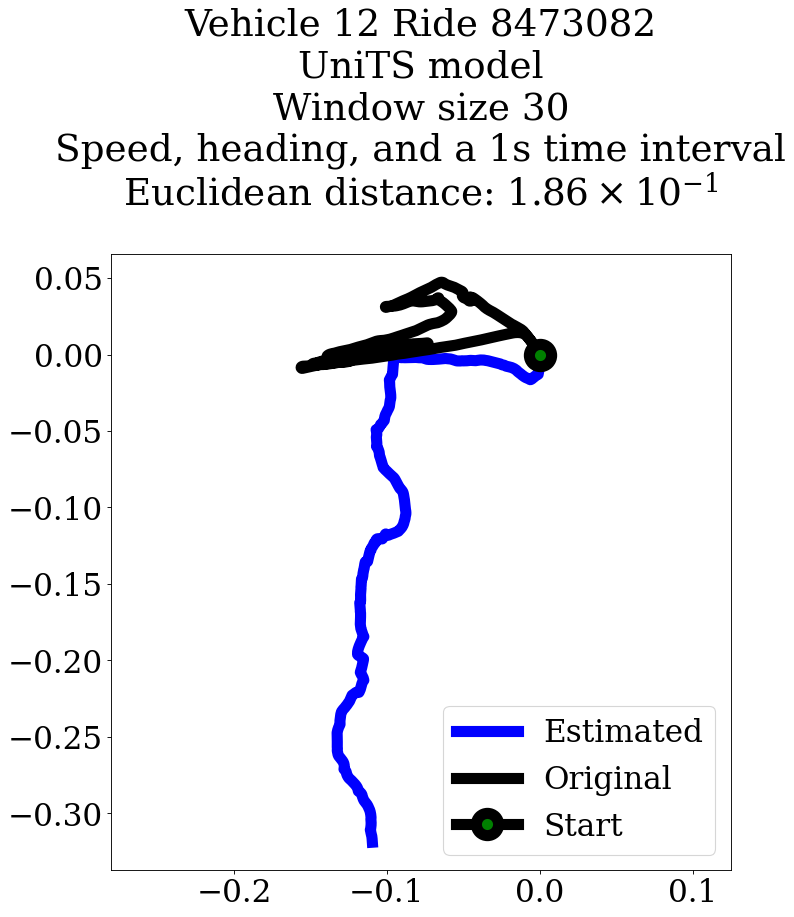 Vehicle 12 Ride 8473082
UniTS model
Window size 30
Speed, heading, and a 1s time interval
Euclidean distance: 1.86 × 10⁻¹
0.05
0.00
−0.05
−0.10
−0.15
−0.20
−0.25
−0.30
Estimated
Original
Start
−0.2 −0.1 0.0 0.1